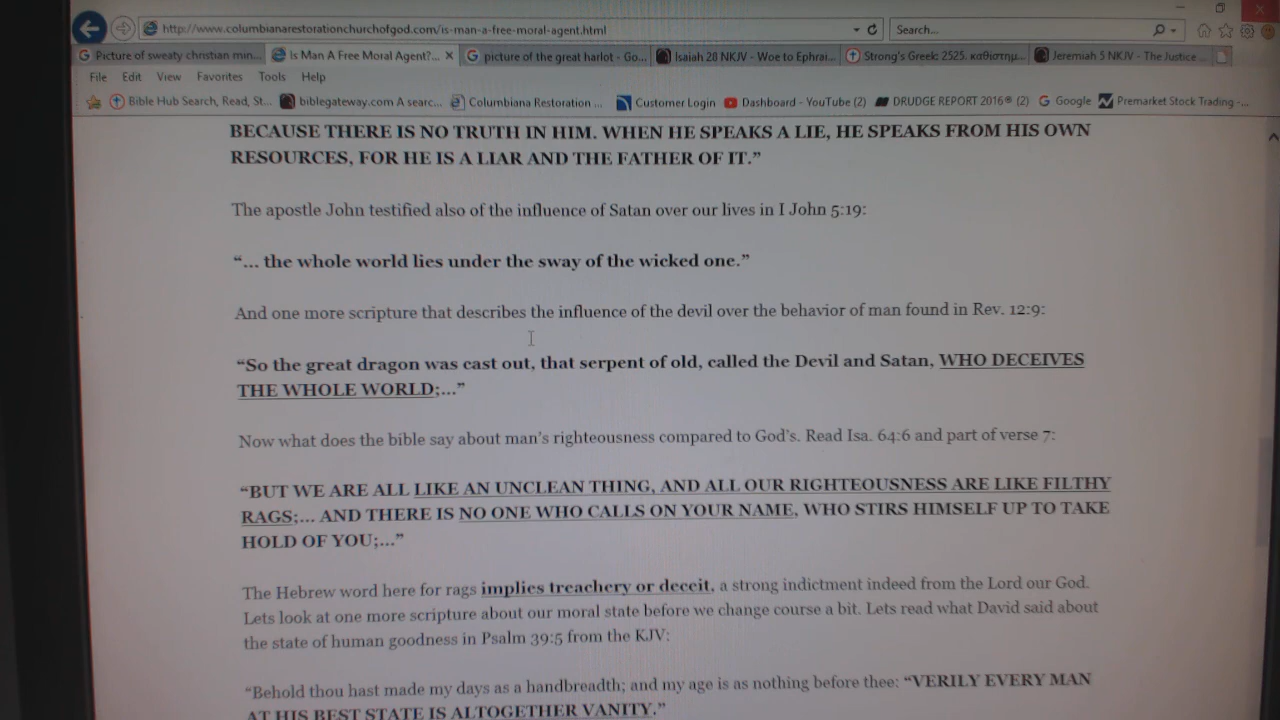 http://www.columbianarestorationchurchofgod.com/is-man-a-free-moral-agent.html Search...
Picture of sweaty christian min... Is Man A Free Moral Agent?... picture of the great harlot - Go... Isaiah 28 NKJV - Woe to Ephrai... Strong's Greek: 2525. καθίστημ... Jeremiah 5 NKJV - The Justice ...
File Edit View Favorites Tools Help
Bible Hub Search, Read, St... biblegateway.com A searc... Columbiana Restoration ... Customer Login Dashboard - YouTube (2) DRUDGE REPORT 2016® (2) Google Premarket Stock Trading -...
BECAUSE THERE IS NO TRUTH IN HIM. WHEN HE SPEAKS A LIE, HE SPEAKS FROM HIS OWN
RESOURCES, FOR HE IS A LIAR AND THE FATHER OF IT.”
The apostle John testified also of the influence of Satan over our lives in I John 5:19:
“... the whole world lies under the sway of the wicked one.”
And one more scripture that describes the influence of the devil over the behavior of man found in Rev. 12:9:
“So the great dragon was cast out, that serpent of old, called the Devil and Satan, WHO DECEIVES
THE WHOLE WORLD;...”
Now what does the bible say about man’s righteousness compared to God’s. Read Isa. 64:6 and part of verse 7:
“BUT WE ARE ALL LIKE AN UNCLEAN THING, AND ALL OUR RIGHTEOUSNESS ARE LIKE FILTHY
RAGS;... AND THERE IS NO ONE WHO CALLS ON YOUR NAME, WHO STIRS HIMSELF UP TO TAKE
HOLD OF YOU;...”
The Hebrew word here for rags implies treachery or deceit, a strong indictment indeed from the Lord our God.
Lets look at one more scripture about our moral state before we change course a bit. Lets read what David said about
the state of human goodness in Psalm 39:5 from the KJV:
“Behold thou hast made my days as a handbreadth; and my age is as nothing before thee: “VERILY EVERY MAN
AT HIS BEST STATE IS ALTOGETHER VANITY.”